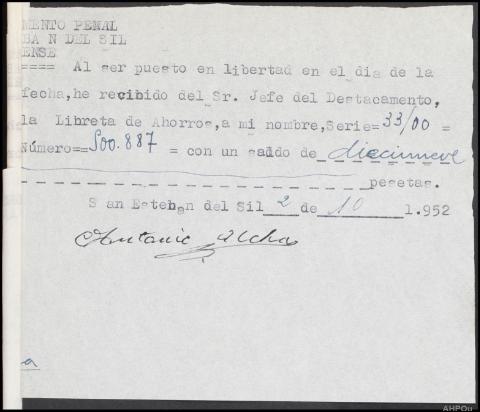 MENTO PENAL
BA N DEL SIL
ENSE
==== Al ser puesto en libertad en el dia de la
fecha,he recibido del Sr. Jefe del Destacamento,
la Libreta de Ahorros,a mi nombre,Serie=33/00 =
Número==500.887 = con un saldo de diecinueve
pesetas.
San Esteban del Sil 2 de 10 1.952
Antonio
a
AHPOu